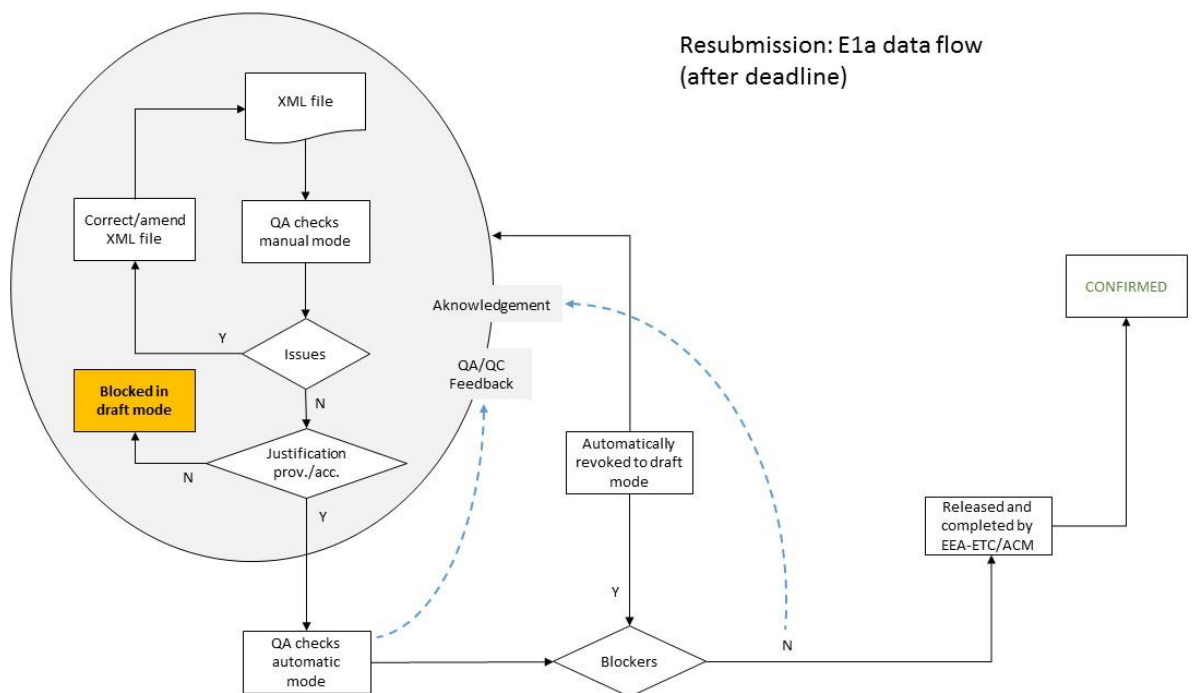 Resubmission: E1a data flow
(after deadline)
XML file
Correct/amend
XML file
QA checks
manual mode
Aknowledgement
CONFIRMED
Y
Issues
QA/QC
Feedback
Blocked in
draft mode
N
Justification
prov./acc.
N
Automatically
revoked to draft
mode
Y
Released and
completed by
EEA-ETC/ACM
Y
QA checks
automatic
mode
Blockers
N